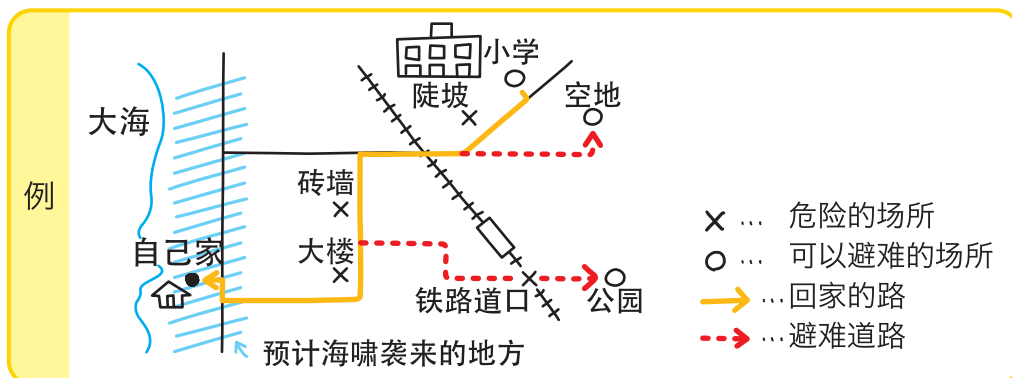 例
大海
小学
陡坡
空地
砖墙
自己家
大楼
铁路道口
公园
预计海啸袭来的地方
× … 危险的场所
○ … 可以避难的场所
…回家的路
…避难道路